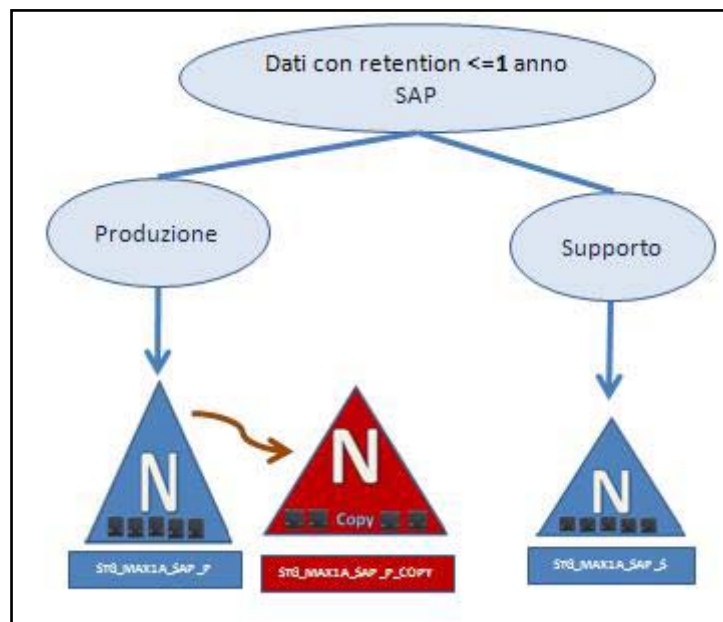 Dati con retention <=1 anno
SAP
Produzione
Supporto
N
N
Copy
N
STG_MAX1A_SAP_P
STG_MAX1A_SAP_P_COPY
STG_MAX1A_SAP_S